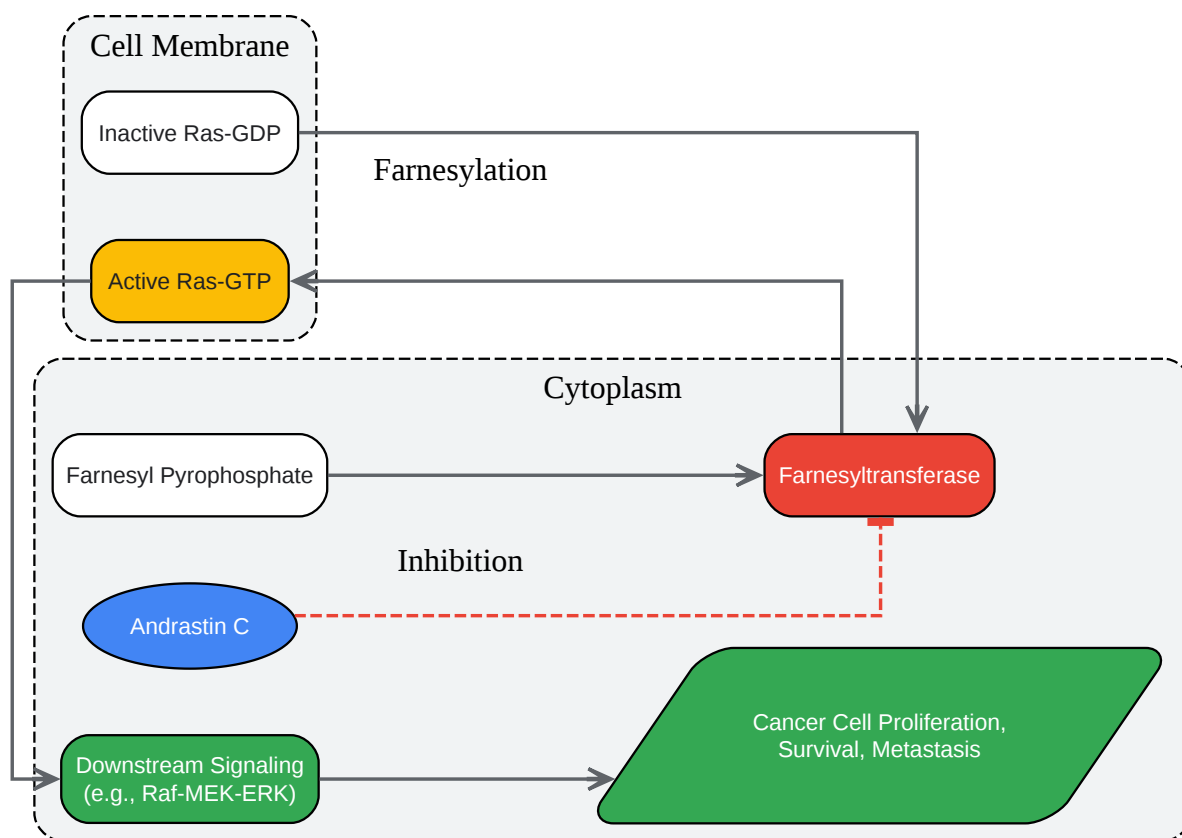 Cell Membrane
Inactive Ras-GDP
Farnesylation
Active Ras-GTP
Cytoplasm
Farnesyl Pyrophosphate
Farnesyltransferase
Inhibition
Andrastin C
Cancer Cell Proliferation,
Survival, Metastasis
Downstream Signaling
(e.g., Raf-MEK-ERK)